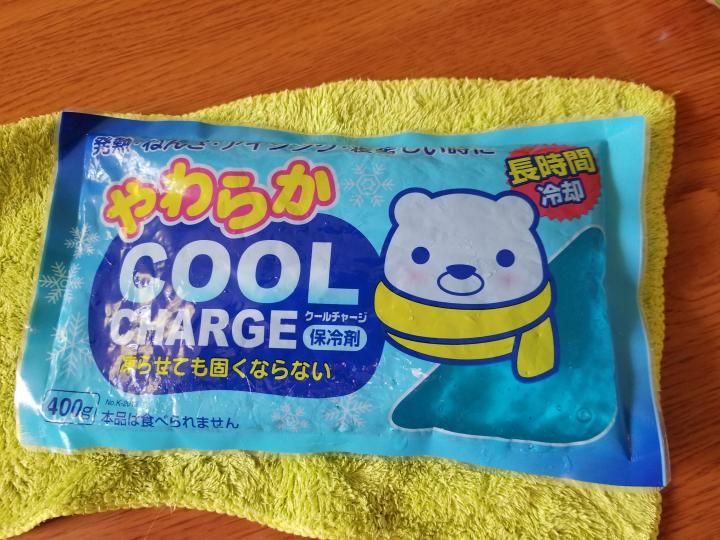 発熱・ねんざ・アイシング・寝苦しい時に
長時間
冷却
やわらか
COOL
CHARGE
クールチャージ
保冷剤
凍らせても固くならない
400g
本品は食べられません